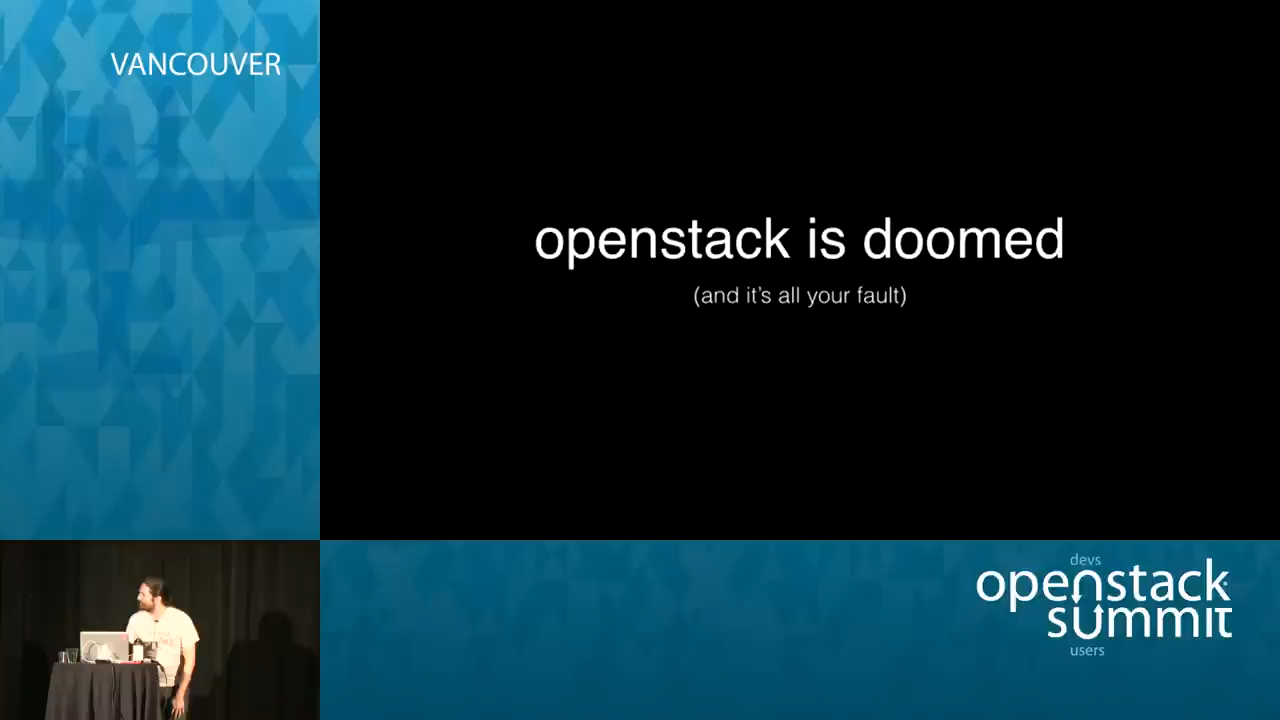 VANCOUVER
openstack is doomed
(and it's all your fault)
devs
openstack
summit
users